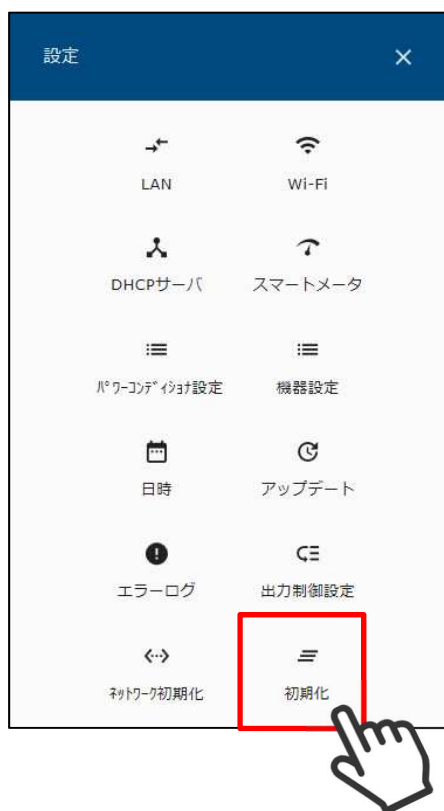 設定
LAN
Wi-Fi
DHCPサーバ
スマートメータ
ﾊﾟﾜｰｺﾝﾃﾞｨｼｮﾅ設定
機器設定
日時
アップデート
エラーログ
出力制御設定
ﾈｯﾄﾜｰｸ初期化
初期化